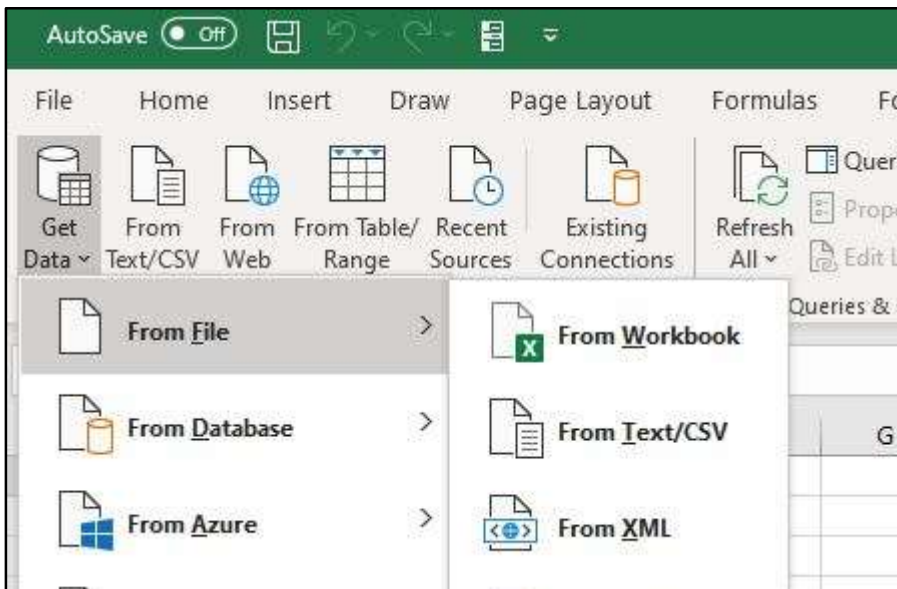 AutoSave Off
File Home Insert Draw Page Layout Formulas
Get Data
From Text/CSV
From Web
From Table/ Range
Recent Sources
Existing Connections
Refresh All
Queries &
From File
From Database
From Azure
From Workbook
From Text/CSV
From XML
G